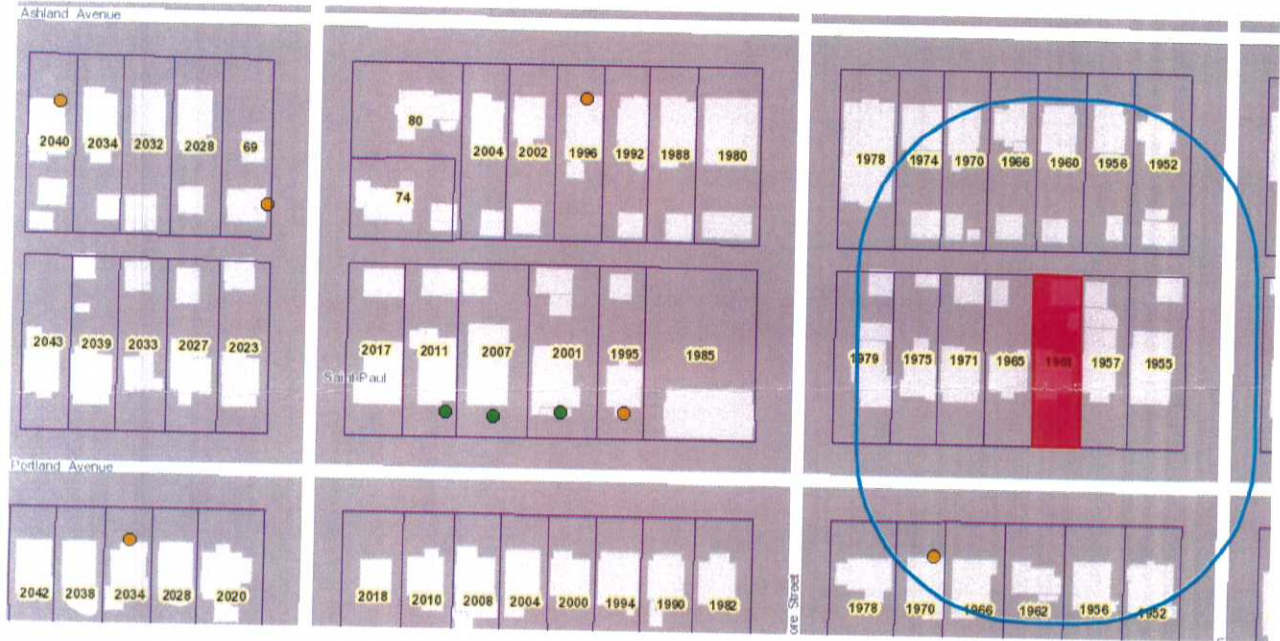 Ashland Avenue
80
2040 2034 2032 2028 69 2004 2002 1996 1992 1988 1980 1978 1974 1970 1966 1960 1956 1952
74
2043 2039 2033 2027 2023 2017 2011 2007 2001 1995 1985 1979 1975 1971 1965 1961 1957 1955
Saint Paul
Portland Avenue
2042 2038 2034 2028 2020 2018 2010 2008 2004 2000 1994 1990 1982 1978 1970 1966 1962 1956 1952
ore Street